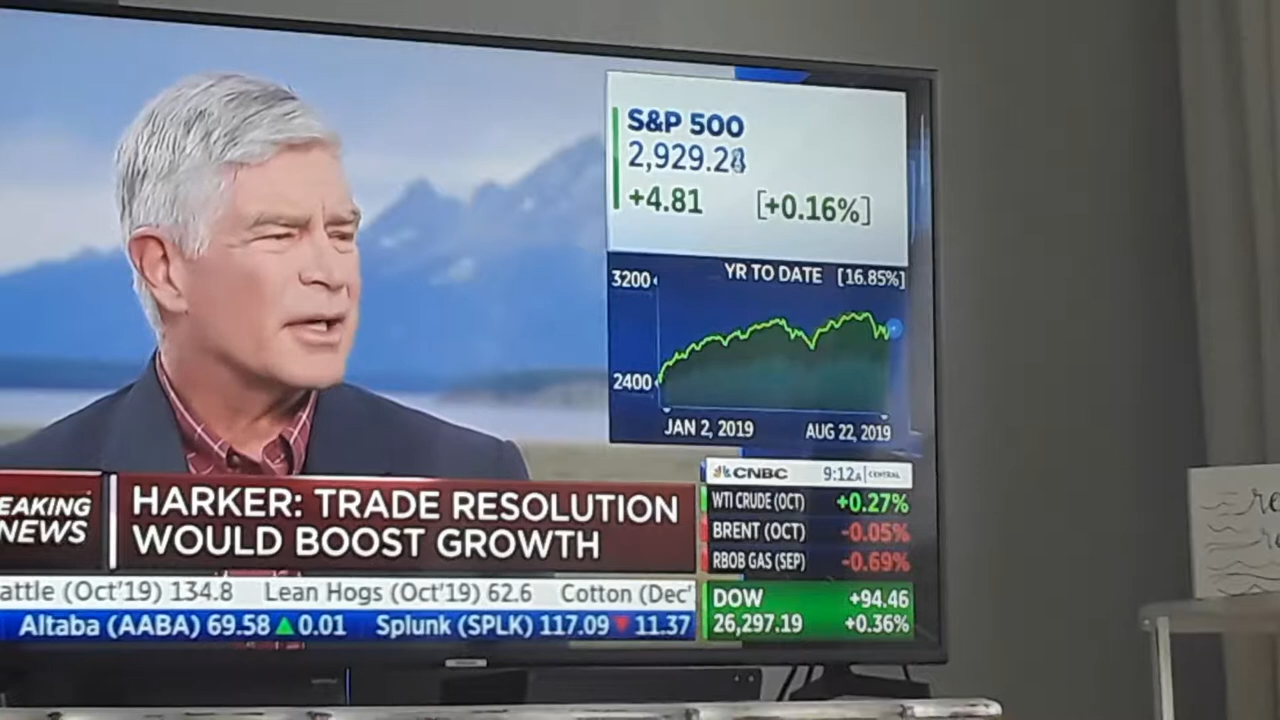 S&P 500
2,929.2
+4.81 [+0.16%]
YR TO DATE [16.85%]
3200
2400
JAN 2, 2019 AUG 22, 2019
CNBC 9:12A CENTRAL
WTI CRUDE (OCT) +0.27%
BRENT (OCT) -0.05%
RBOB GAS (SEP) -0.69%
DOW +94.46
26,297.19 +0.36%
EAKING
NEWS
HARKER: TRADE RESOLUTION
WOULD BOOST GROWTH
attle (Oct'19) 134.8 Lean Hogs (Oct'19) 62.6 Cotton (Dec'
Altaba (AABA) 69.58 ▲ 0.01 Splunk (SPLK) 117.09 ▼ 11.37